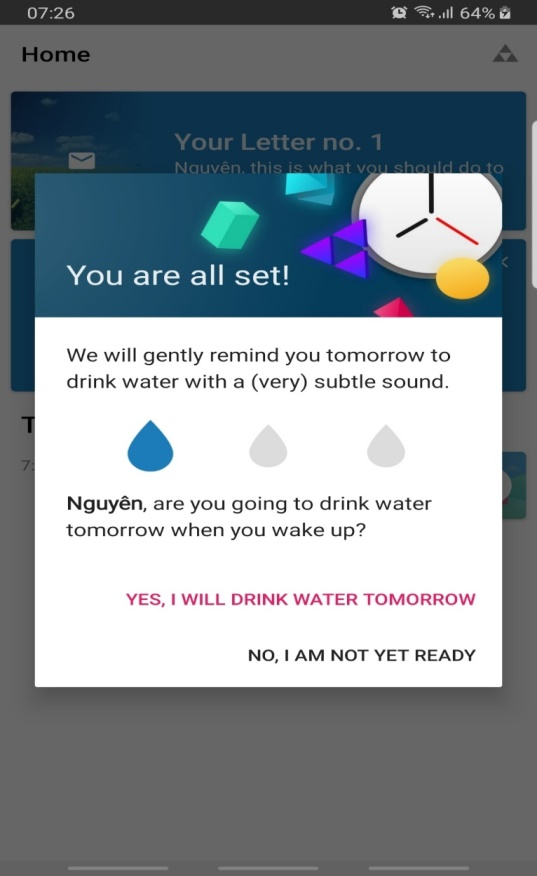 07:26
64%
Home
Your Letter no. 1
Nguyên, this is what you should do to
You are all set!
We will gently remind you tomorrow to
drink water with a (very) subtle sound.
Nguyên, are you going to drink water
tomorrow when you wake up?
YES, I WILL DRINK WATER TOMORROW
NO, I AM NOT YET READY